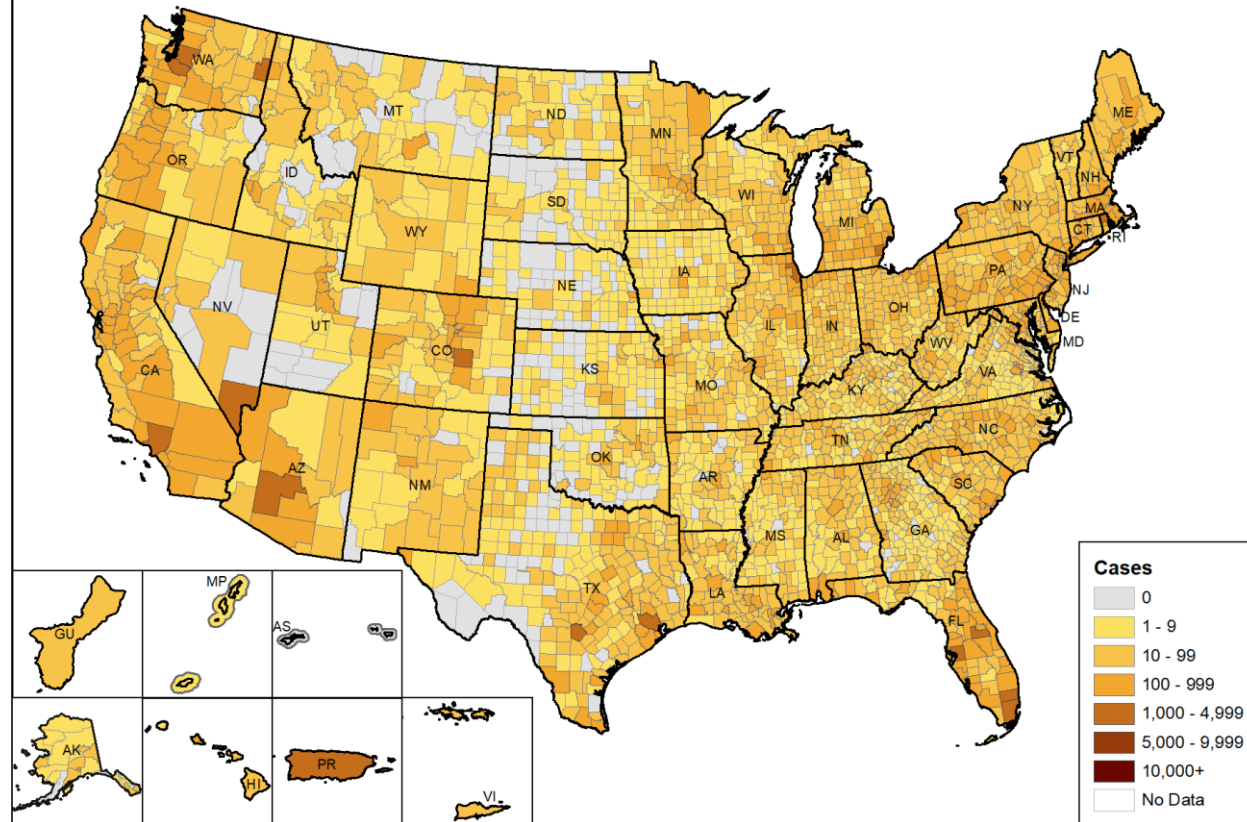 WA
MT
ND
MN
ME
OR
ID
SD
WI
VT
NH
NY
MA
CT
RI
WY
MI
IA
NE
PA
NJ
NV
UT
CO
IL
IN
OH
DE
MD
WV
CA
KS
MO
KY
VA
TN
NC
AZ
NM
OK
AR
SC
MS
AL
GA
TX
LA
FL
GU
MP
AS
AK
HI
PR
VI
Cases
0
1 - 9
10 - 99
100 - 999
1,000 - 4,999
5,000 - 9,999
10,000+
No Data